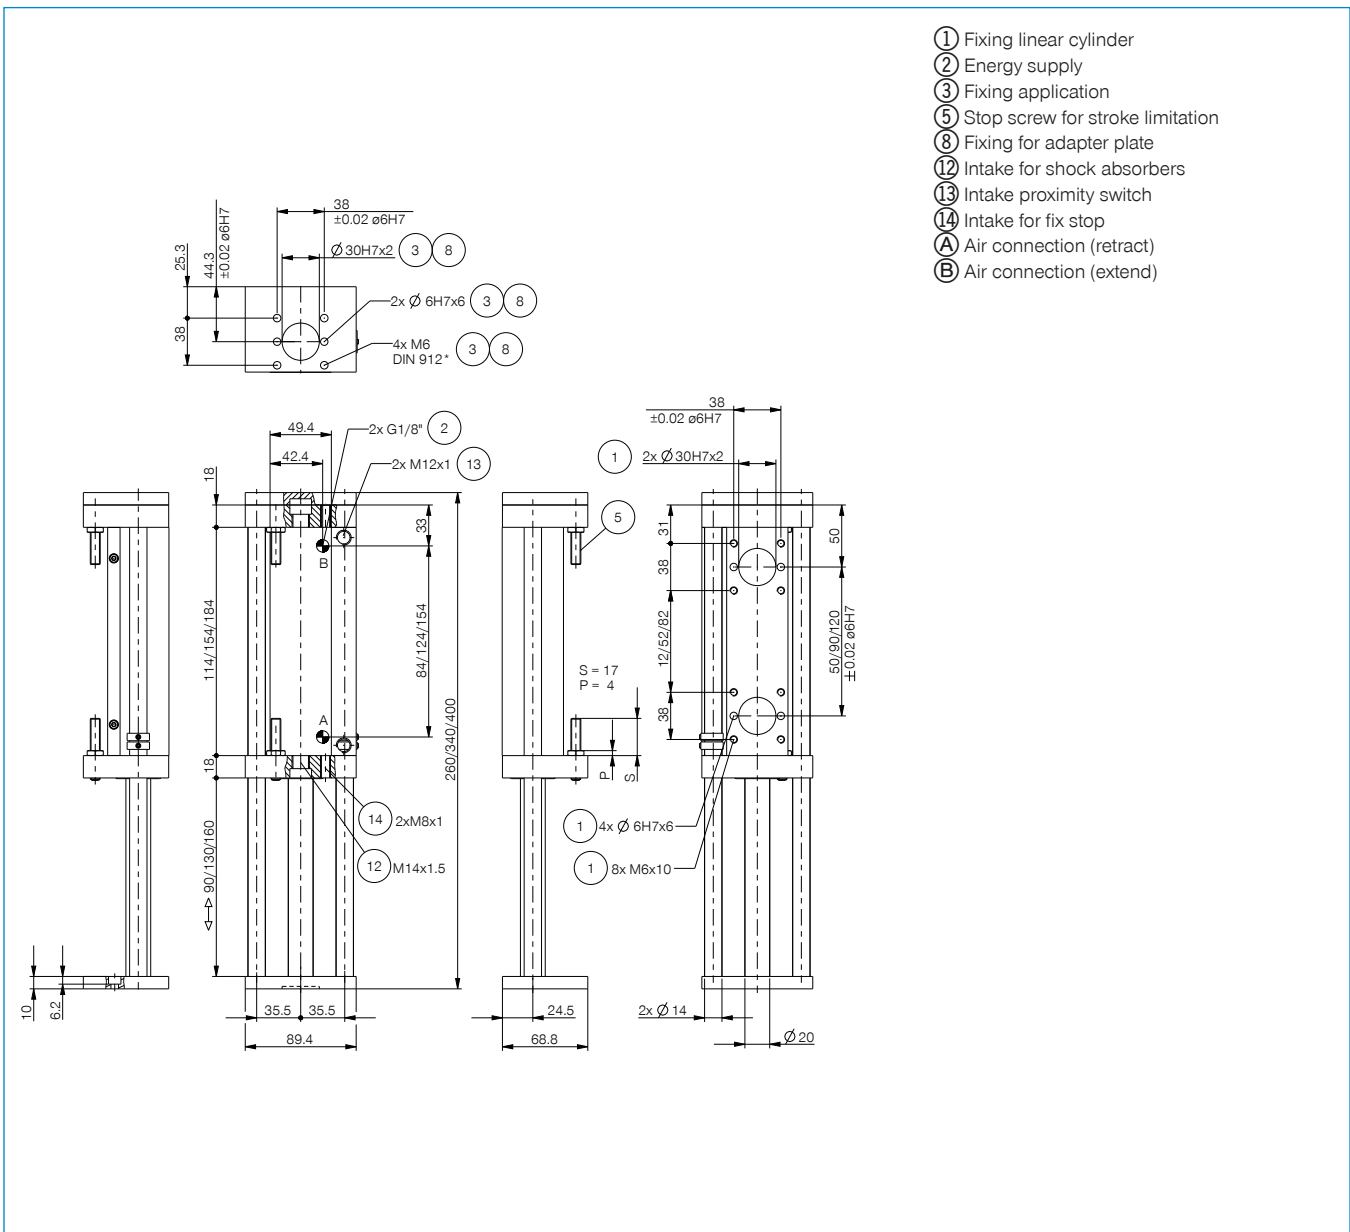 1 Fixing linear cylinder
2 Energy supply
3 Fixing application
5 Stop screw for stroke limitation
8 Fixing for adapter plate
12 Intake for shock absorbers
13 Intake proximity switch
14 Intake for fix stop
A Air connection (retract)
B Air connection (extend)
38
±0.02 ø6H7
Ø 30H7x2 3 8
25.3
44.3
±0.02 ø6H7
38
2x Ø 6H7x6 3 8
4x M6 3 8
DIN 912*
49.4
42.4
2x G1/8" 2
2x M12x1 13
18
33
B
114/154/184
84/124/154
260/340/400
A
18
90/130/160
14 2xM8x1
12 M14x1.5
10
6.2
35.5 35.5
89.4
5
S = 17
P = 4
P
S
24.5
68.8
38
±0.02 ø6H7
1 2x Ø 30H7x2
31
38
12/52/82
38
50
50/90/120
±0.02 ø6H7
1 4x Ø 6H7x6
1 8x M6x10
2x Ø 14
Ø 20